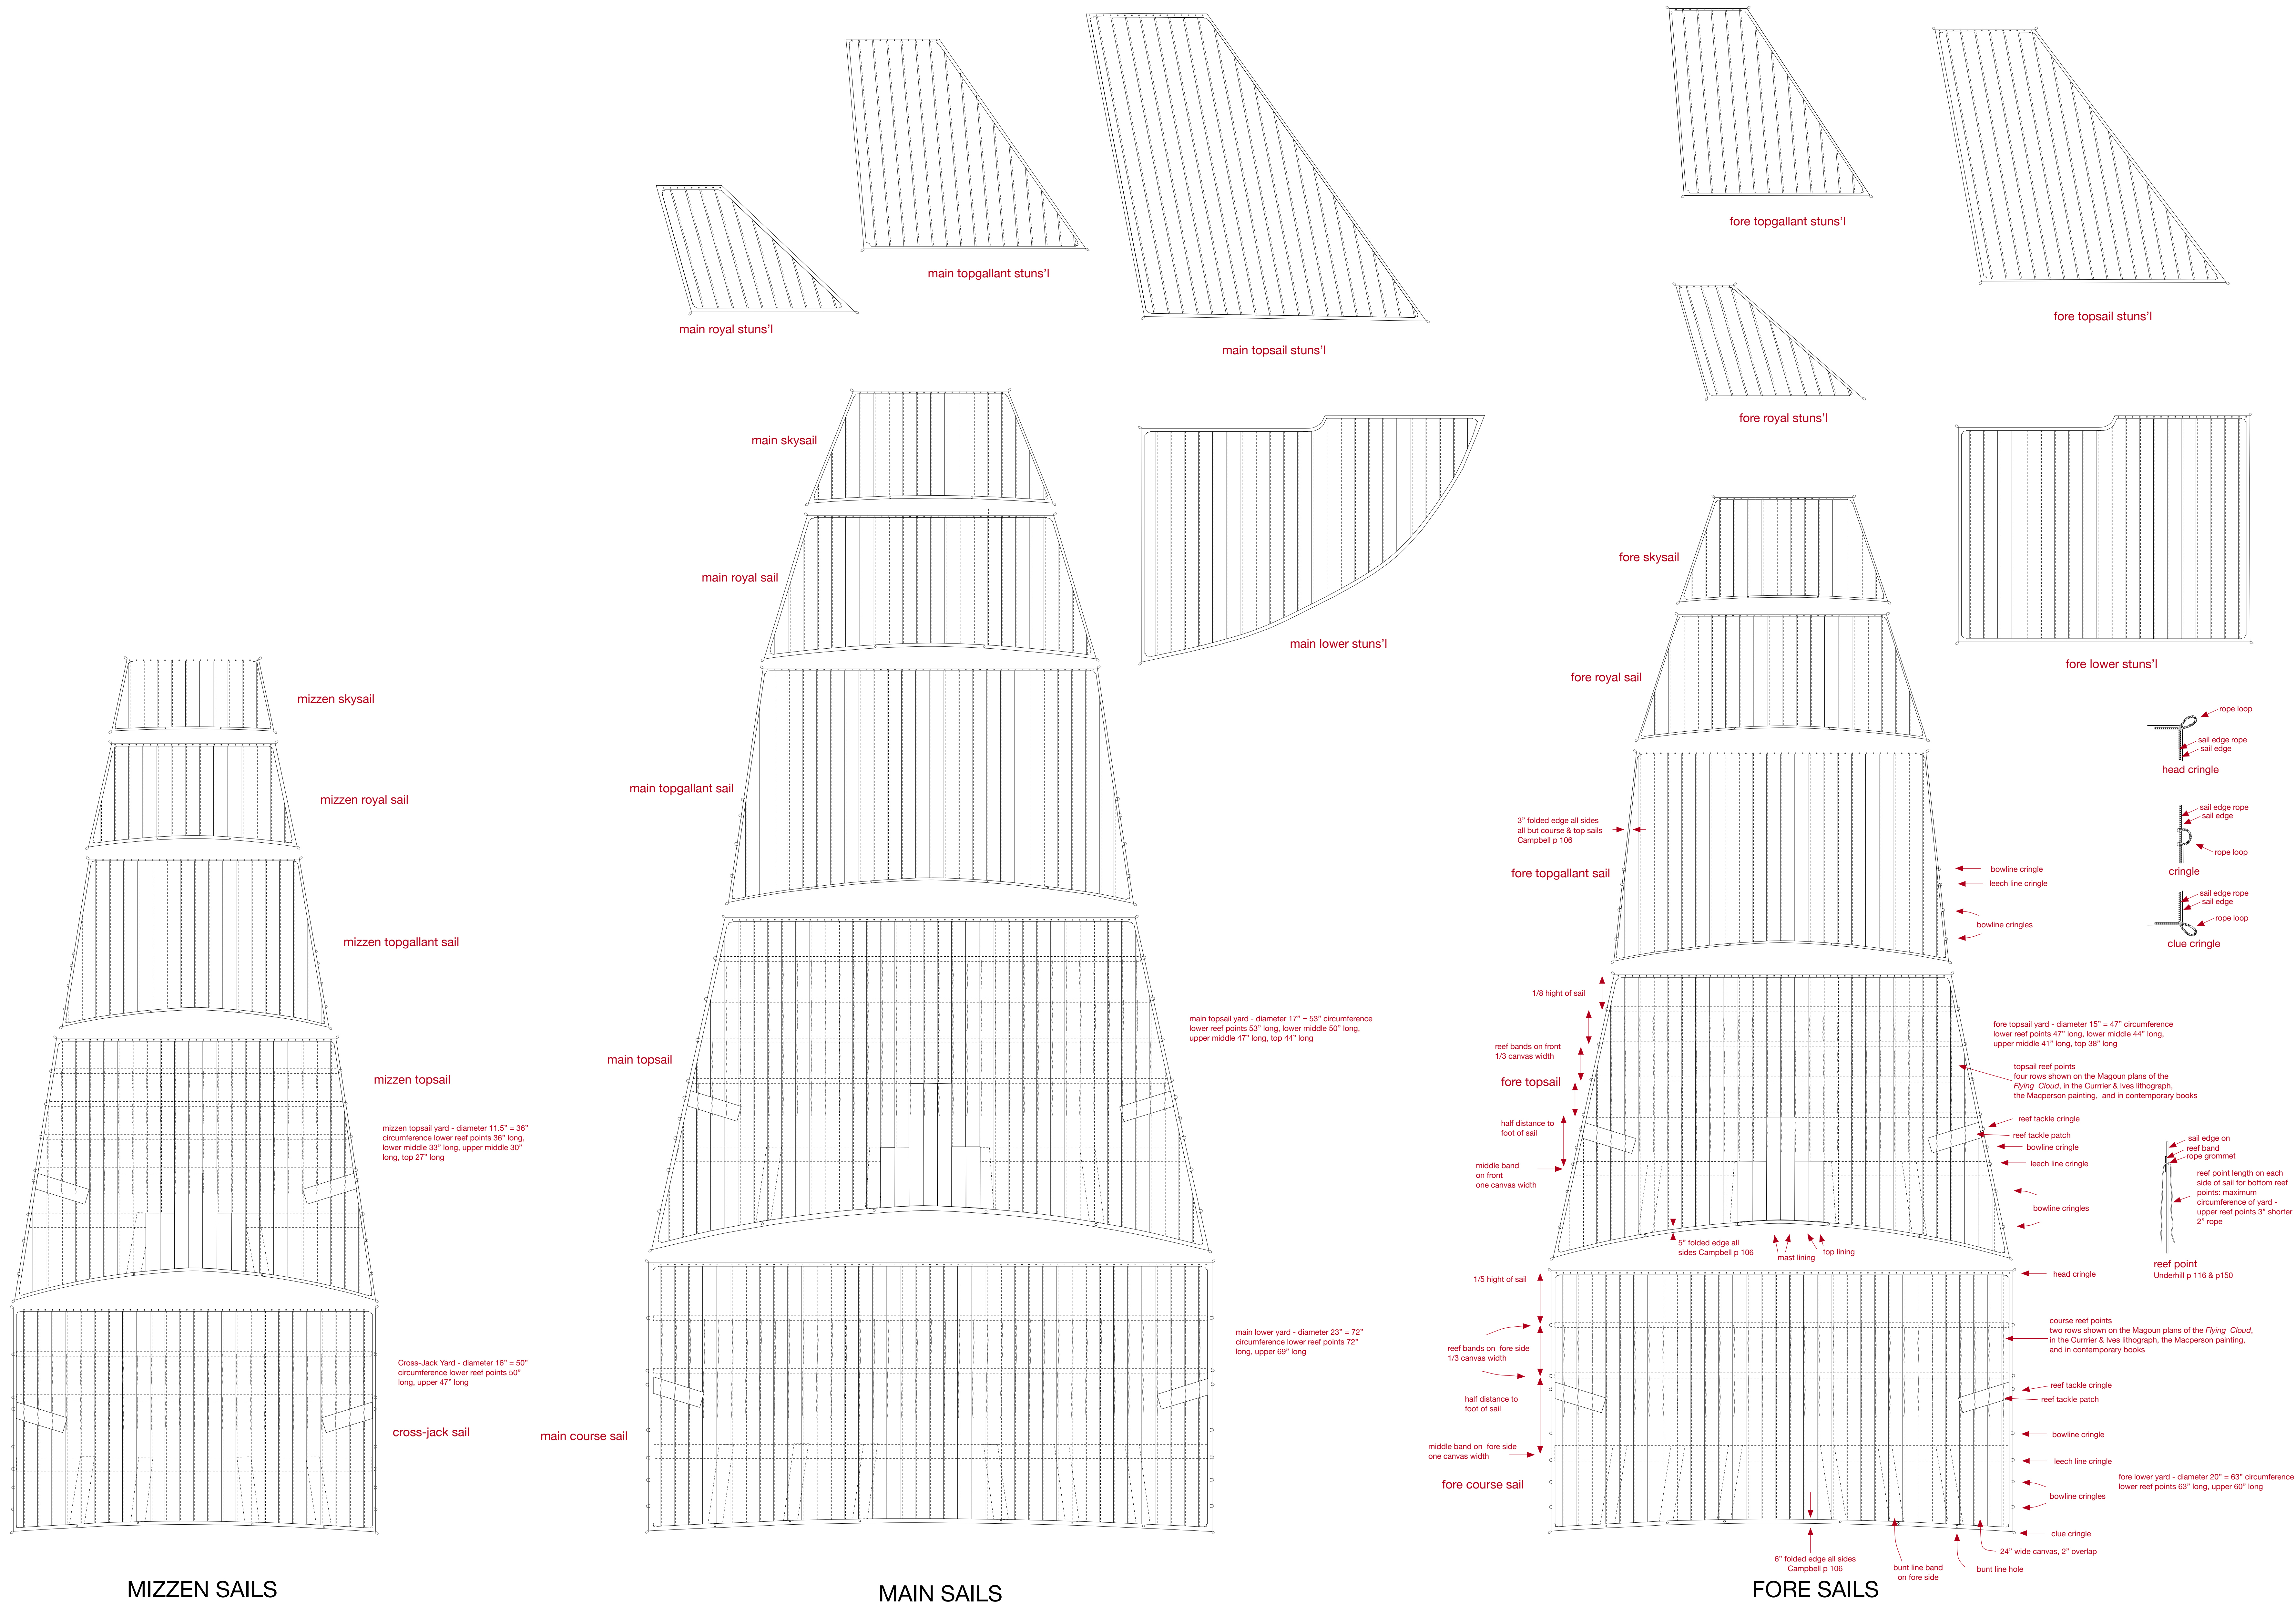 main royal stuns'l
main topgallant stuns'l
main topsail stuns'l
fore topgallant stuns'l
fore topsail stuns'l
fore royal stuns'l
main lower stuns'l
fore lower stuns'l
mizzen skysail
mizzen royal sail
mizzen topgallant sail
mizzen topsail
mizzen topsail yard - diameter 11.5" = 36"
circumference lower reef points 36" long,
lower middle 33" long, upper middle 30"
long, top 27" long
Cross-Jack Yard - diameter 16" = 50"
circumference lower reef points 50"
long, upper 47" long
cross-jack sail
MIZZEN SAILS
main skysail
main royal sail
main topgallant sail
main topsail
main topsail yard - diameter 17" = 53" circumference
lower reef points 53" long, lower middle 50" long,
upper middle 47" long, top 44" long
main lower yard - diameter 23" = 72"
circumference lower reef points 72"
long, upper 69" long
main course sail
MAIN SAILS
fore skysail
fore royal sail
3" folded edge all sides
all but course & top sails
Campbell p 106
fore topgallant sail
bowline cringle
leech line cringle
bowline cringles
1/8 hight of sail
reef bands on front
1/3 canvas width
fore topsail
half distance to
foot of sail
middle band
on front
one canvas width
5" folded edge all
sides Campbell p 106
mast lining
top lining
fore topsail yard - diameter 15" = 47" circumference
lower reef points 47" long, lower middle 44" long,
upper middle 41" long, top 38" long
topsail reef points
four rows shown on the Magoun plans of the
Flying Cloud, in the Currrier & Ives lithograph,
the Macperson painting, and in contemporary books
reef tackle cringle
reef tackle patch
bowline cringle
leech line cringle
bowline cringles
1/5 hight of sail
reef bands on fore side
1/3 canvas width
half distance to
foot of sail
middle band on fore side
one canvas width
fore course sail
head cringle
course reef points
two rows shown on the Magoun plans of the Flying Cloud,
in the Currrier & Ives lithograph, the Macperson painting,
and in contemporary books
reef tackle cringle
reef tackle patch
bowline cringle
leech line cringle
fore lower yard - diameter 20" = 63" circumference
lower reef points 63" long, upper 60" long
bowline cringles
clue cringle
24" wide canvas, 2" overlap
bunt line hole
bunt line band
on fore side
6" folded edge all sides
Campbell p 106
FORE SAILS
rope loop
sail edge rope
sail edge
head cringle
sail edge rope
sail edge
rope loop
cringle
sail edge rope
sail edge
rope loop
clue cringle
sail edge on
reef band
rope grommet
reef point length on each
side of sail for bottom reef
points: maximum
circumference of yard -
upper reef points 3" shorter
2" rope
reef point
Underhill p 116 & p150